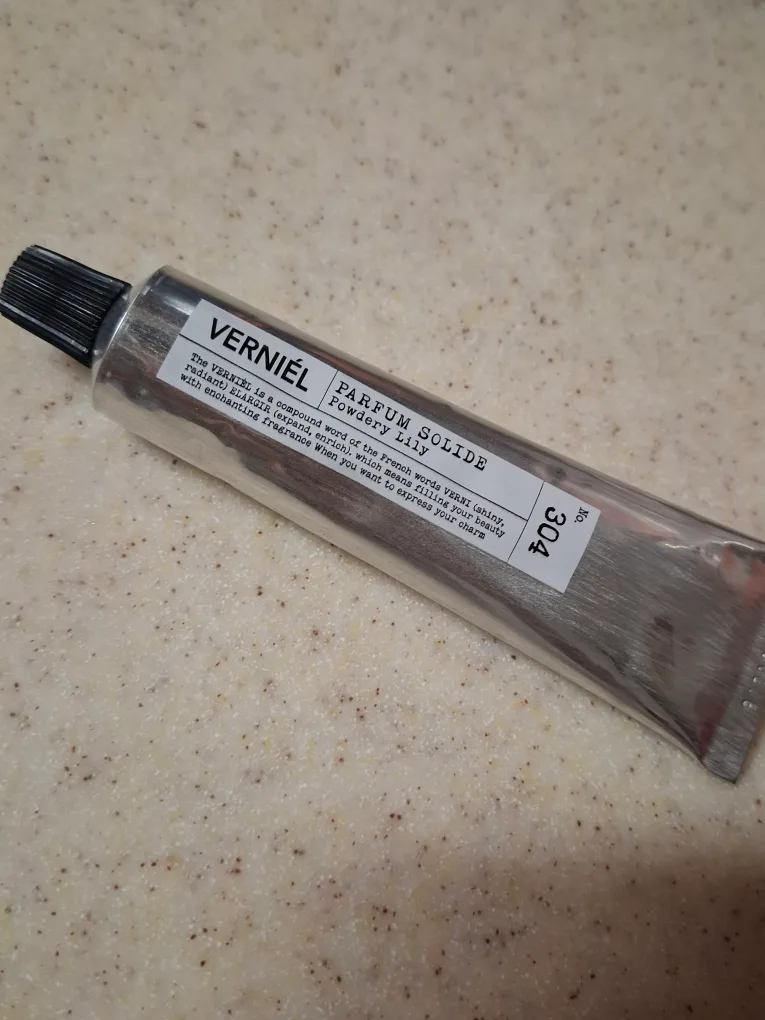 VERNIÉL
PARFUM SOLIDE
Powdery Lily
The VERNIÉL is a compound word of the French words VERNI (shiny,
radiant) ELARGIR (expand, enrich), which means filling your beauty
with enchanting fragrance When you want to express your charm
No.
304